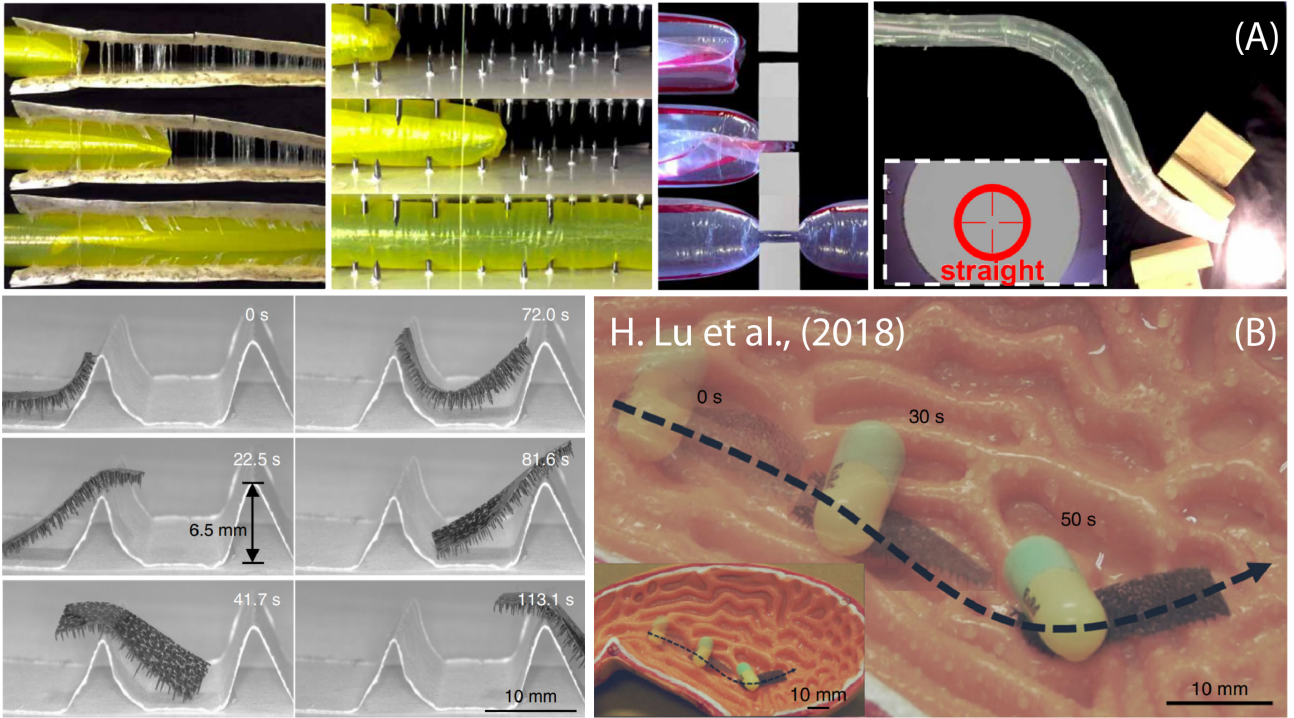 (A)
straight
0 s
72.0 s
22.5 s
6.5 mm
81.6 s
41.7 s
113.1 s
10 mm
H. Lu et al., (2018)
(B)
0 s
30 s
50 s
10 mm
10 mm